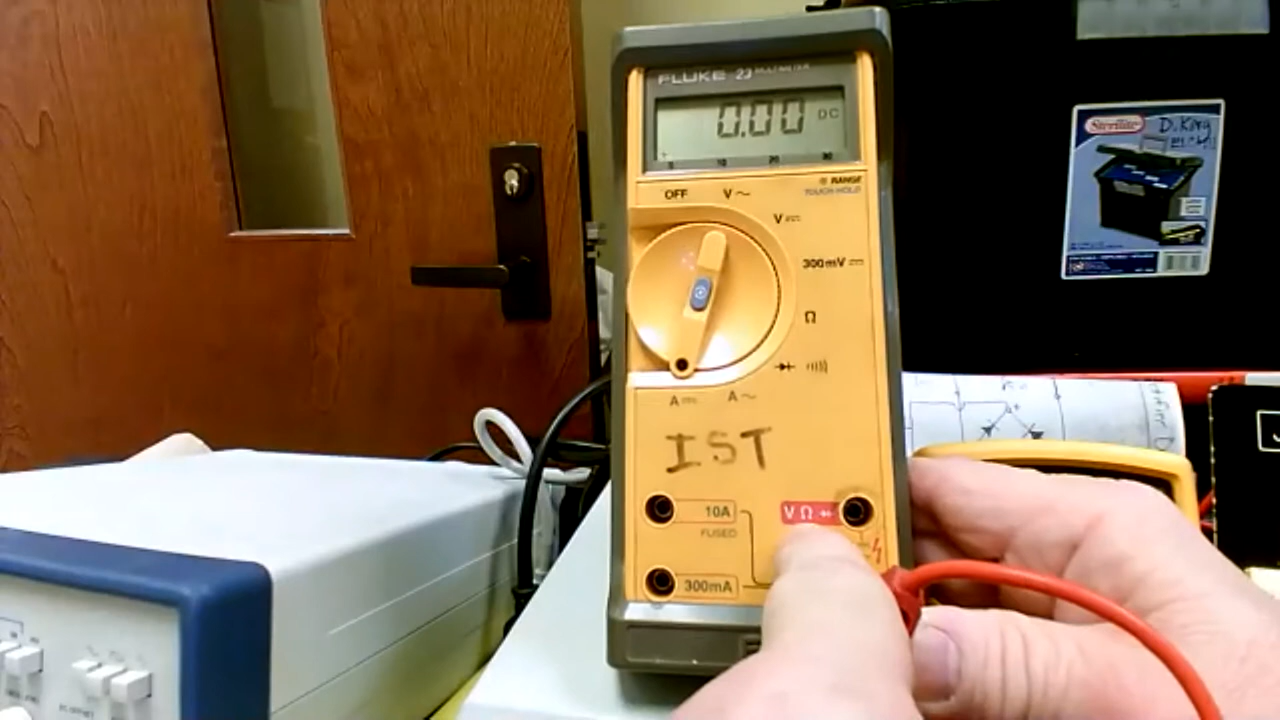 FLUKE 23 MULTIMETER
0.00 DC
0 10 20 30
RANGE
TOUCH-HOLD
OFF V~
V
300mV
Ω
A A~
IST
10A VΩ
FUSED
300mA
Sterilite
D. King